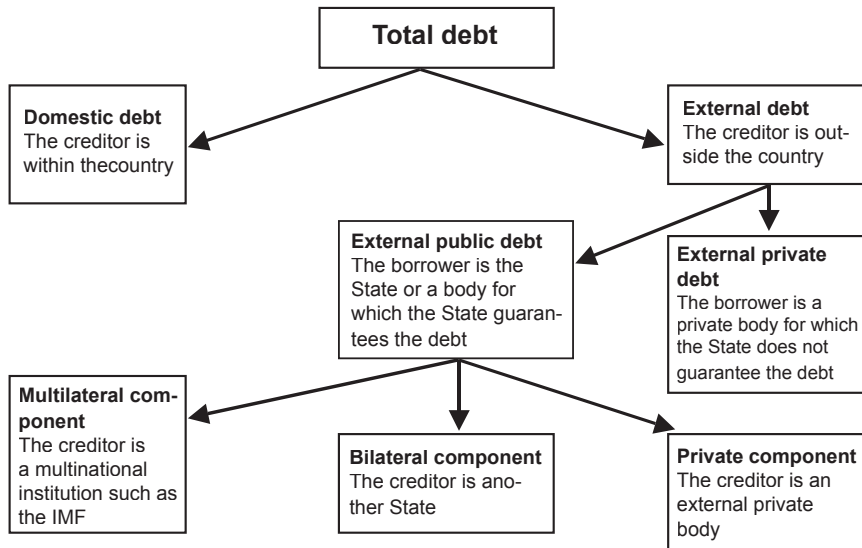 Total debt
Domestic debt
The creditor is
within thecountry
External debt
The creditor is out-
side the country
External public debt
The borrower is the
State or a body for
which the State guaran-
tees the debt
External private
debt
The borrower is a
private body for which
the State does not
guarantee the debt
Multilateral com-
ponent
The creditor is
a multinational
institution such as
the IMF
Bilateral component
The creditor is ano-
ther State
Private component
The creditor is an
external private
body